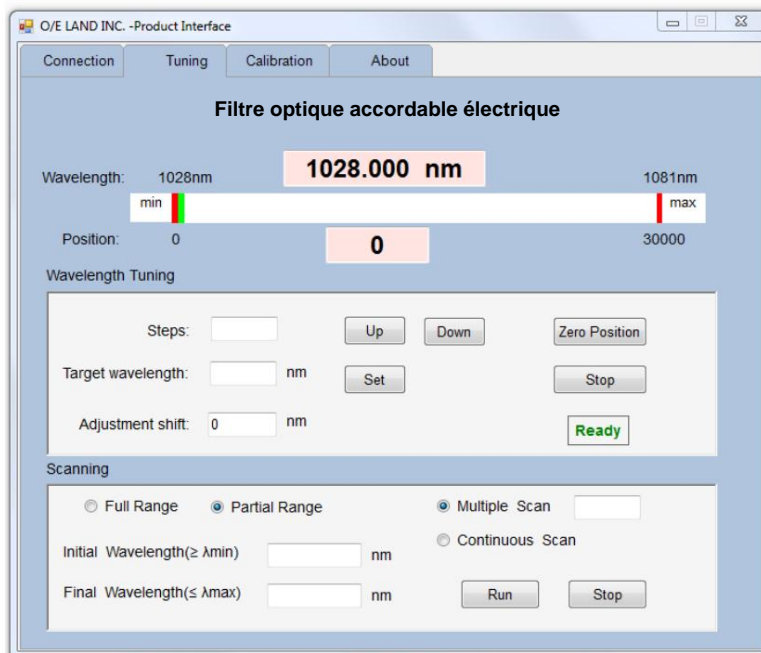 O/E LAND INC. -Product Interface
Connection Tuning Calibration About
Filtre optique accordable électrique
1028.000 nm
Wavelength: 1028nm 1081nm
min max
Position: 0 0 30000
Wavelength Tuning
Steps: Up Down Zero Position
Target wavelength: nm Set Stop
Adjustment shift: 0 nm Ready
Scanning
Full Range Partial Range Multiple Scan
Continuous Scan
Initial Wavelength(≥ λmin) nm
Final Wavelength(≤ λmax) nm Run Stop